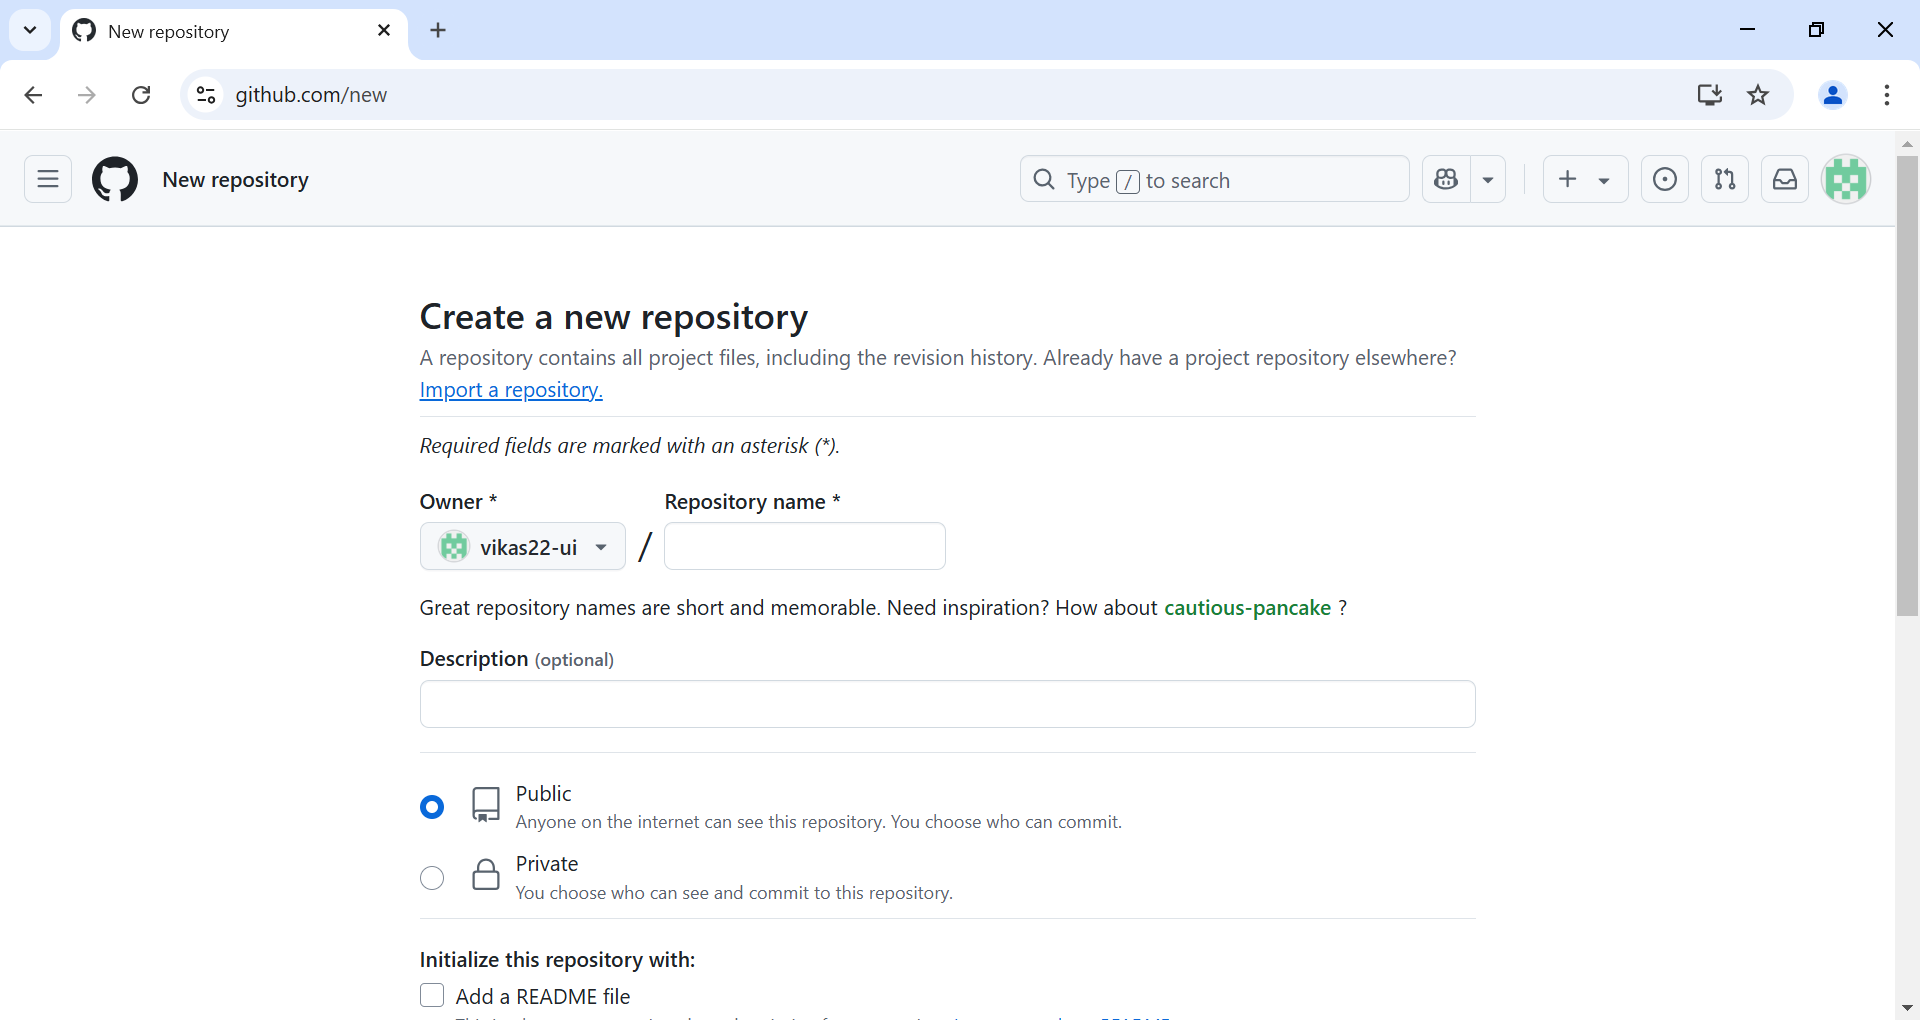 New repository
github.com/new
New repository
Type / to search
Create a new repository
A repository contains all project files, including the revision history. Already have a project repository elsewhere?
Import a repository.
Required fields are marked with an asterisk (*).
Owner * Repository name *
vikas22-ui /
Great repository names are short and memorable. Need inspiration? How about cautious-pancake ?
Description (optional)
Public
Anyone on the internet can see this repository. You choose who can commit.
Private
You choose who can see and commit to this repository.
Initialize this repository with:
Add a README file